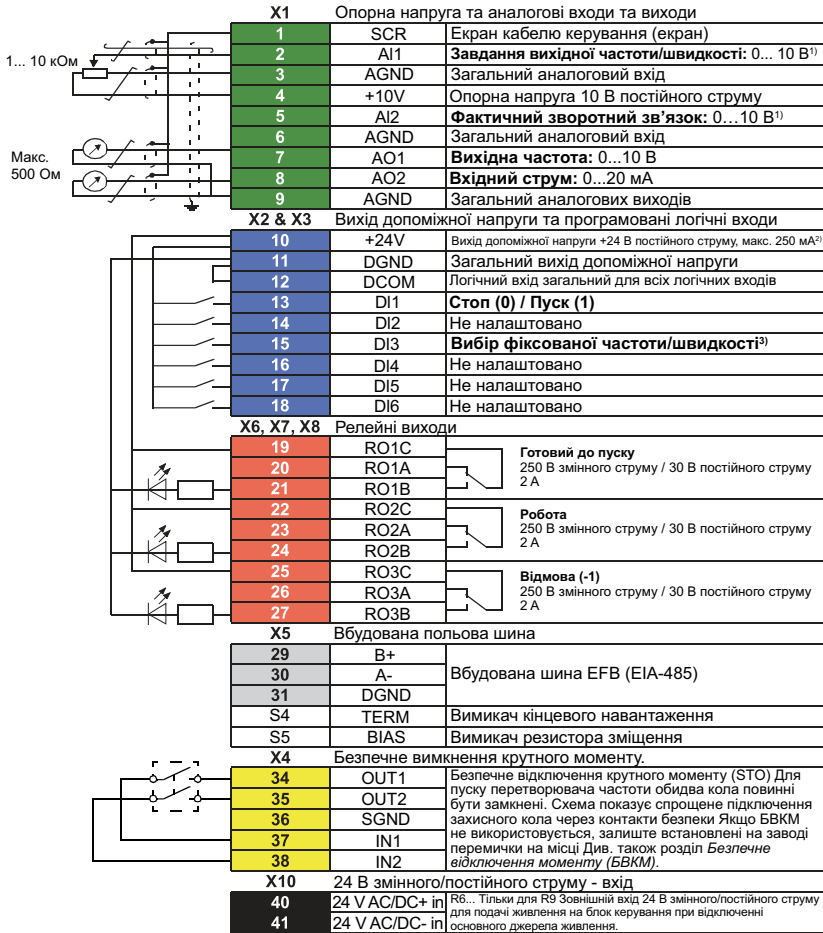 X1 Опорна напруга та аналогові входи та виходи
1 SCR Екран кабелю керування (екран)
2 AI1 Завдання вихідної частоти/швидкості: 0... 10 В1)
1... 10 кОм
3 AGND Загальний аналоговий вхід
4 +10V Опорна напруга 10 В постійного струму
5 AI2 Фактичний зворотний зв’язок: 0…10 В1)
6 AGND Загальний аналоговий вхід
Макс.
500 Ом
7 AO1 Вихідна частота: 0...10 В
8 AO2 Вхідний струм: 0...20 мА
9 AGND Загальний аналогових виходів
X2 & X3 Вихід допоміжної напруги та програмовані логічні входи
10 +24V Вихід допоміжної напруги +24 В постійного струму, макс. 250 мА2)
11 DGND Загальний вихід допоміжної напруги
12 DCOM Логічний вхід загальний для всіх логічних входів
13 DI1 Стоп (0) / Пуск (1)
14 DI2 Не налаштовано
15 DI3 Вибір фіксованої частоти/швидкості3)
16 DI4 Не налаштовано
17 DI5 Не налаштовано
18 DI6 Не налаштовано
X6, X7, X8 Релейні виходи
19 RO1C
20 RO1A
21 RO1B
Готовий до пуску
250 В змінного струму / 30 В постійного струму
2 A
22 RO2C
23 RO2A
24 RO2B
Робота
250 В змінного струму / 30 В постійного струму
2 A
25 RO3C
26 RO3A
27 RO3B
Відмова (-1)
250 В змінного струму / 30 В постійного струму
2 A
X5 Вбудована польова шина
29 B+
30 A-
31 DGND
Вбудована шина EFB (EIA-485)
S4 TERM Вимикач кінцевого навантаження
S5 BIAS Вимикач резистора зміщення
X4 Безпечне вимкнення крутного моменту.
34 OUT1
35 OUT2
36 SGND
37 IN1
38 IN2
Безпечне відключення крутного моменту (STO) Для
пуску перетворювача частоти обидва кола повинні
бути замкнені. Схема показує спрощене підключення
захисного кола через контакти безпеки Якщо БВКМ
не використовується, залиште встановлені на заводі
перемички на місці Див. також розділ Безпечне
відключення моменту (БВКМ).
X10 24 В змінного/постійного струму - вхід
40 24 V AC/DC+ in
41 24 V AC/DC- in
R6... Тільки для R9 Зовнішній вхід 24 В змінного/постійного струму
для подачі живлення на блок керування при відключенні
основного джерела живлення.